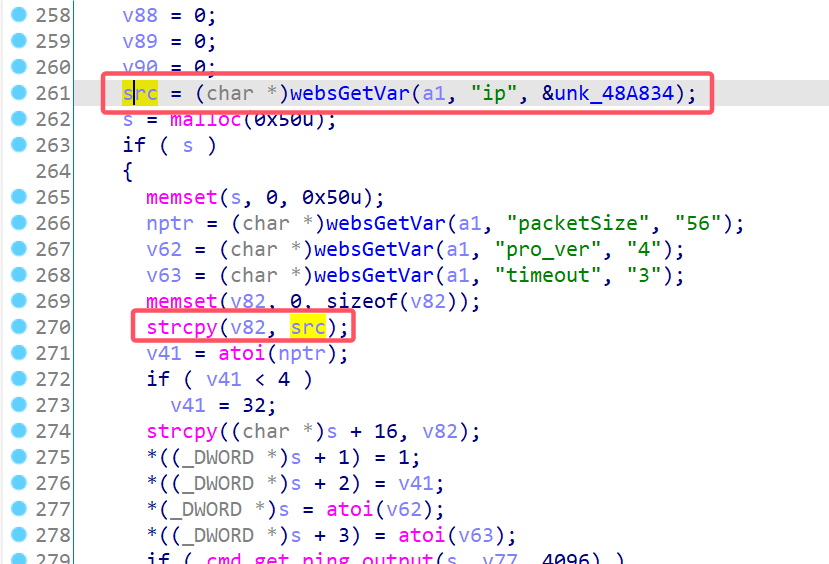 258 v88 = 0;
259 v89 = 0;
260 v90 = 0;
261 src = (char *)websGetVar(a1, "ip", &unk_48A834);
262 s = malloc(0x50u);
263 if ( s )
264 {
265 memset(s, 0, 0x50u);
266 nptr = (char *)websGetVar(a1, "packetSize", "56");
267 v62 = (char *)websGetVar(a1, "pro_ver", "4");
268 v63 = (char *)websGetVar(a1, "timeout", "3");
269 memset(v82, 0, sizeof(v82));
270 strcpy(v82, src);
271 v41 = atoi(nptr);
272 if ( v41 < 4 )
273 v41 = 32;
274 strcpy((char *)s + 16, v82);
275 *((_DWORD *)s + 1) = 1;
276 *((_DWORD *)s + 2) = v41;
277 *(_DWORD *)s = atoi(v62);
278 *((_DWORD *)s + 3) = atoi(v63);
279 if ( cmd_get_ping_output(s, v77, 4096) )